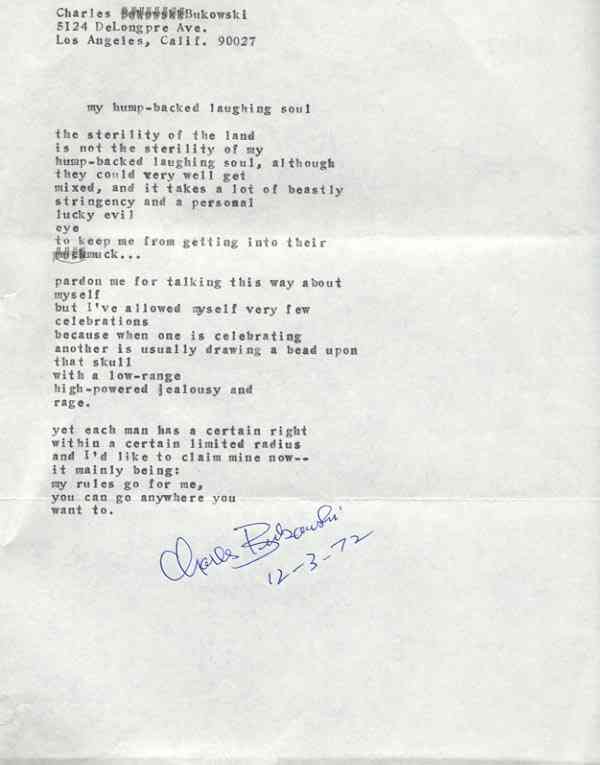 Charles Bukowski
5124 DeLongpre Ave.
Los Angeles, Calif. 90027
my hump-backed laughing soul
the sterility of the land
is not the sterility of my
hump-backed laughing soul, although
they could very well get
mixed, and it takes a lot of beastly
stringency and a personal
lucky evil
eye
to keep me from getting into their
muck...
pardon me for talking this way about
myself
but I've allowed myself very few
celebrations
because when one is celebrating
another is usually drawing a bead upon
that skull
with a low-range
high-powered jealousy and
rage.
yet each man has a certain right
within a certain limited radius
and I'd like to claim mine now--
it mainly being:
my rules go for me,
you can go anywhere you
want to.
Charles Bukowski
12-3-72